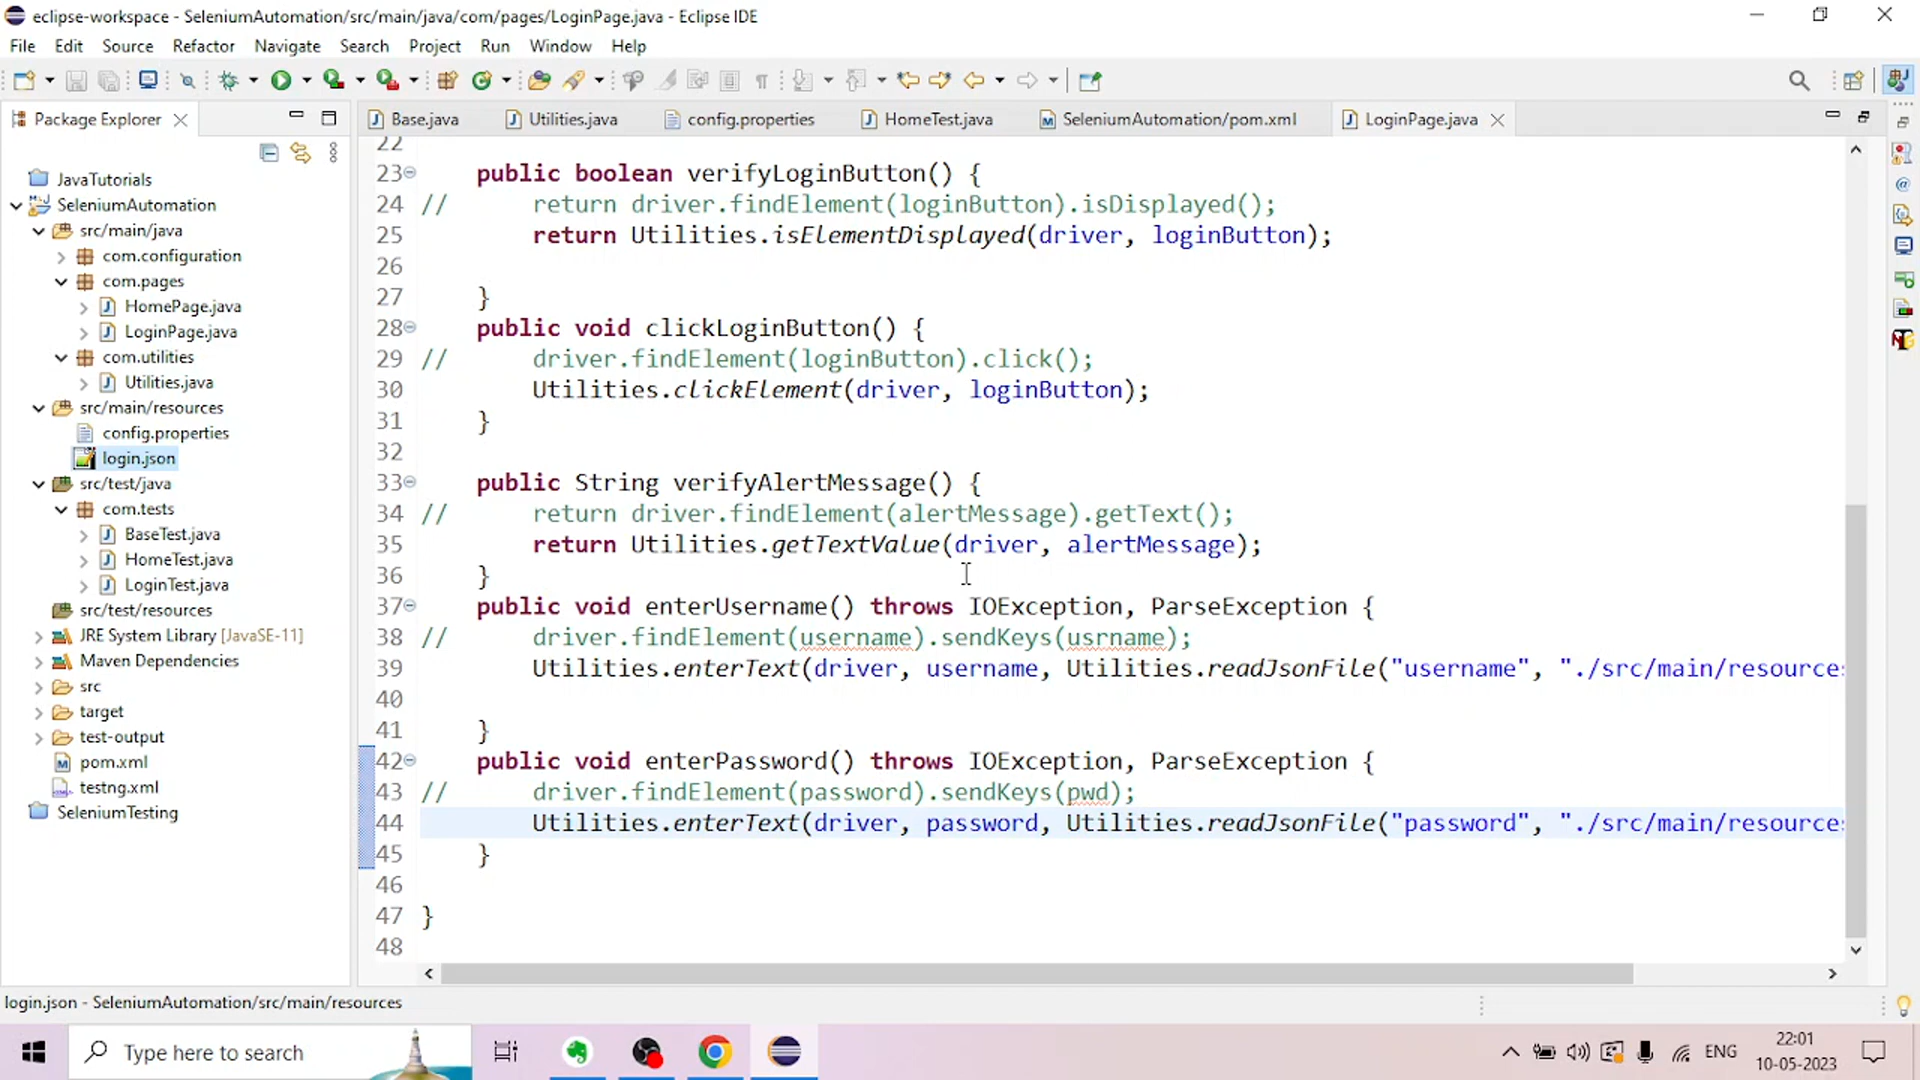 eclipse-workspace - SeleniumAutomation/src/main/java/com/pages/LoginPage.java - Eclipse IDE
File Edit Source Refactor Navigate Search Project Run Window Help
Package Explorer
Base.java Utilities.java config.properties HomeTest.java SeleniumAutomation/pom.xml LoginPage.java
JavaTutorials
SeleniumAutomation
src/main/java
com.configuration
com.pages
HomePage.java
LoginPage.java
com.utilities
Utilities.java
src/main/resources
config.properties
login.json
src/test/java
com.tests
BaseTest.java
HomeTest.java
LoginTest.java
src/test/resources
JRE System Library [JavaSE-11]
Maven Dependencies
src
target
test-output
pom.xml
testng.xml
SeleniumTesting
22
23 public boolean verifyLoginButton() {
24 // return driver.findElement(loginButton).isDisplayed();
25 return Utilities.isElementDisplayed(driver, loginButton);
26
27 }
28 public void clickLoginButton() {
29 // driver.findElement(loginButton).click();
30 Utilities.clickElement(driver, loginButton);
31 }
32
33 public String verifyAlertMessage() {
34 // return driver.findElement(alertMessage).getText();
35 return Utilities.getTextValue(driver, alertMessage);
36 }
37 public void enterUsername() throws IOException, ParseException {
38 // driver.findElement(username).sendKeys(usrname);
39 Utilities.enterText(driver, username, Utilities.readJsonFile("username", "./src/main/resource
40
41 }
42 public void enterPassword() throws IOException, ParseException {
43 // driver.findElement(password).sendKeys(pwd);
44 Utilities.enterText(driver, password, Utilities.readJsonFile("password", "./src/main/resource
45 }
46
47 }
48
login.json - SeleniumAutomation/src/main/resources
Type here to search
ENG
22:01
10-05-2023